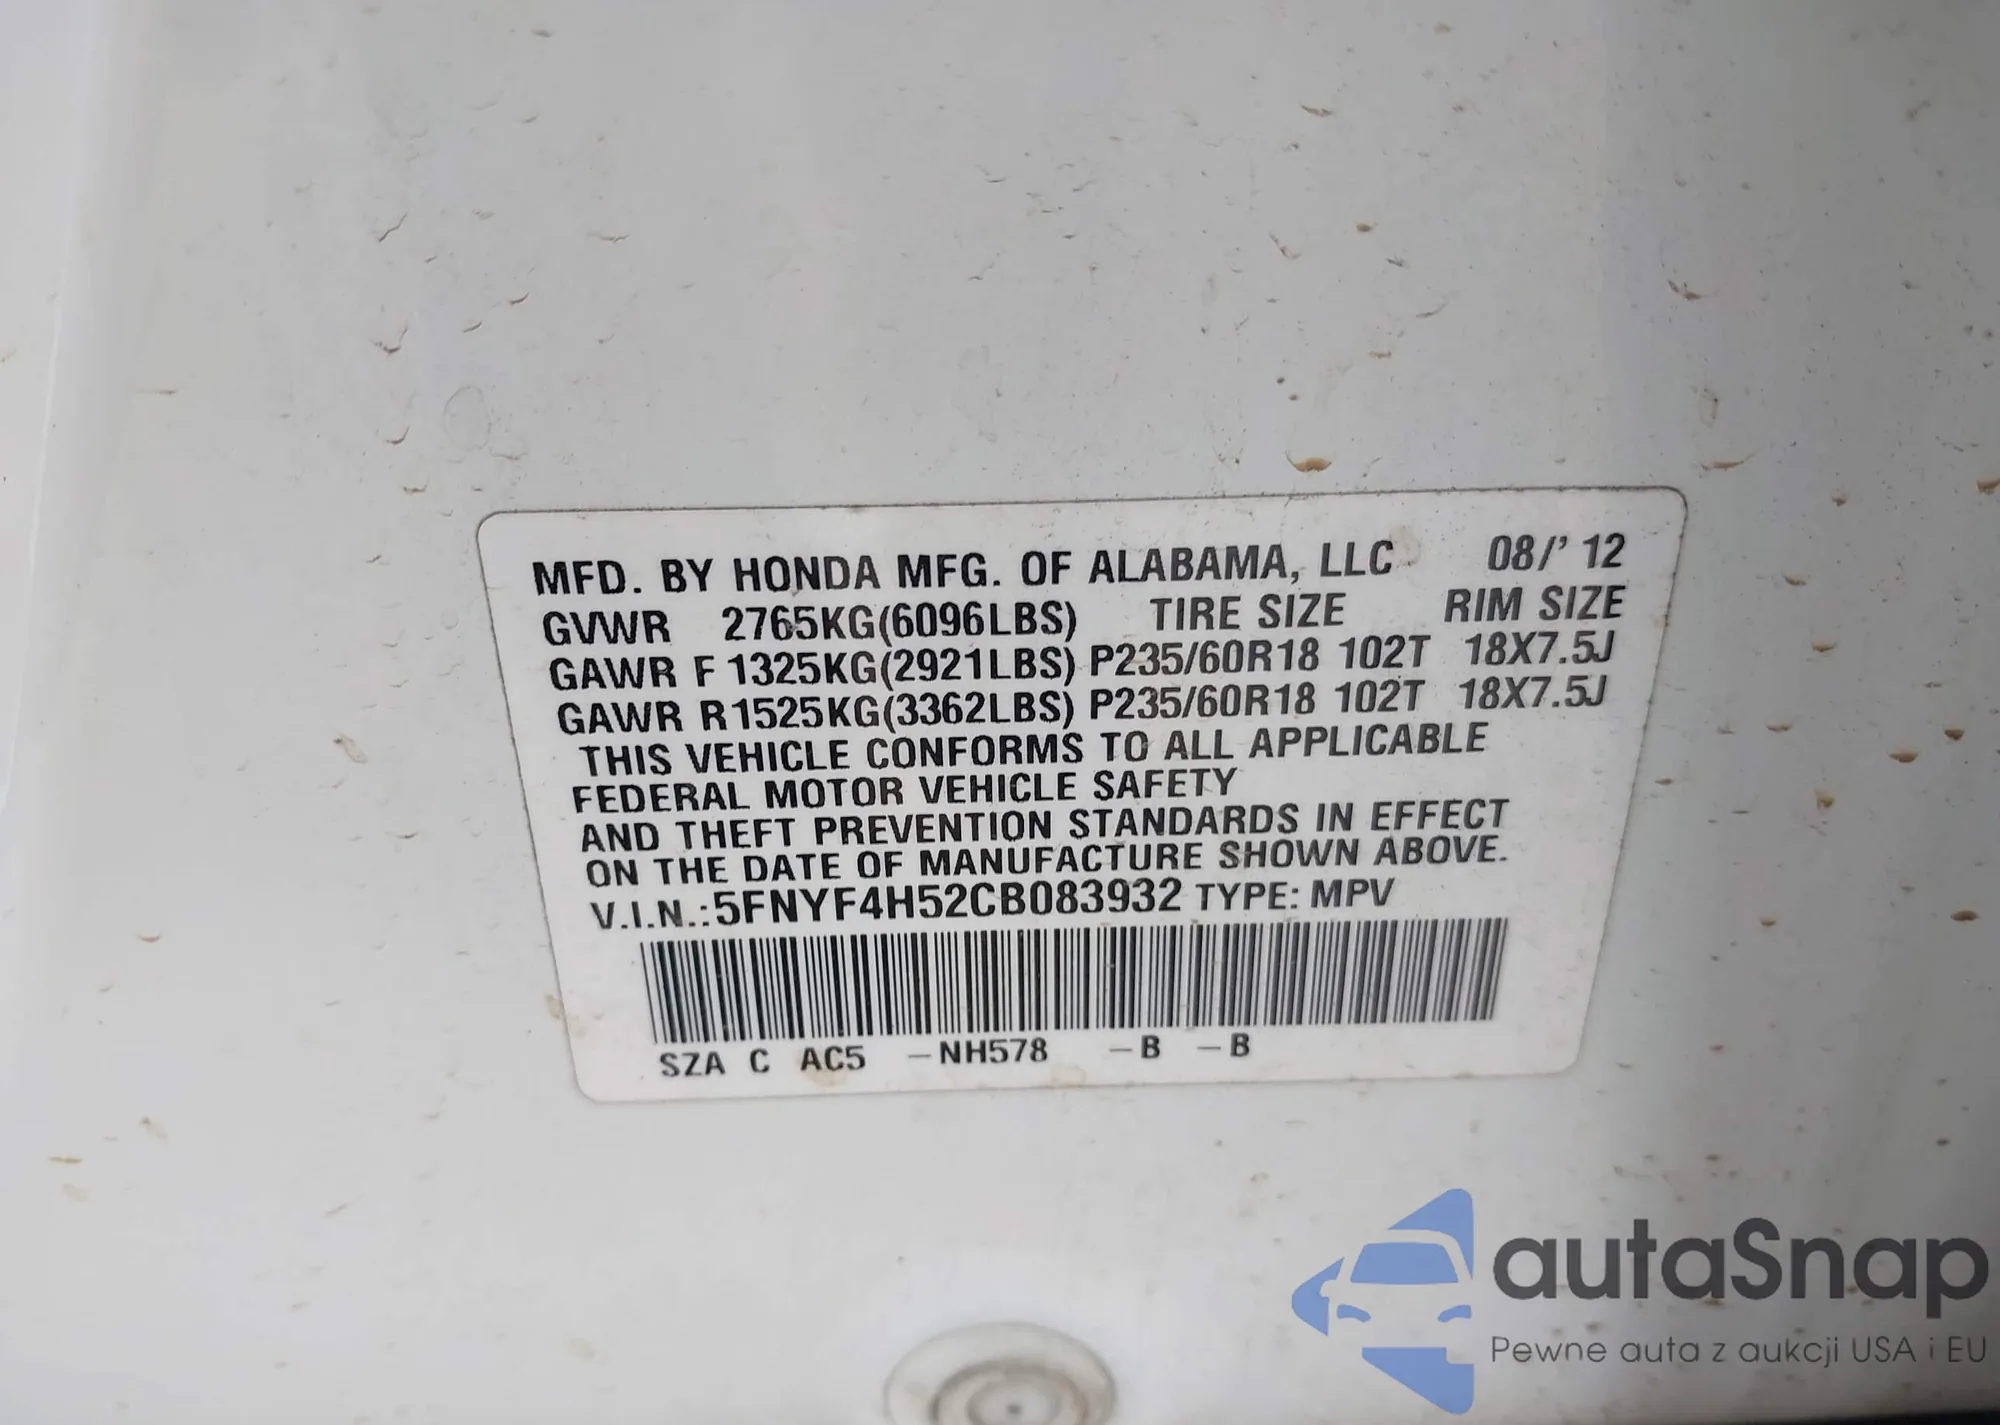 MFD. BY HONDA MFG. OF ALABAMA, LLC 08/'12
GVWR 2765KG(6096LBS) TIRE SIZE RIM SIZE
GAWR F 1325KG(2921LBS) P235/60R18 102T 18X7.5J
GAWR R 1525KG(3362LBS) P235/60R18 102T 18X7.5J
THIS VEHICLE CONFORMS TO ALL APPLICABLE
FEDERAL MOTOR VEHICLE SAFETY
AND THEFT PREVENTION STANDARDS IN EFFECT
ON THE DATE OF MANUFACTURE SHOWN ABOVE.
V.I.N.:5FNYF4H52CB083932 TYPE: MPV
SZA C AC5 -NH578 -B -B
autaSnap
Pewne auta z aukcji USA i EU